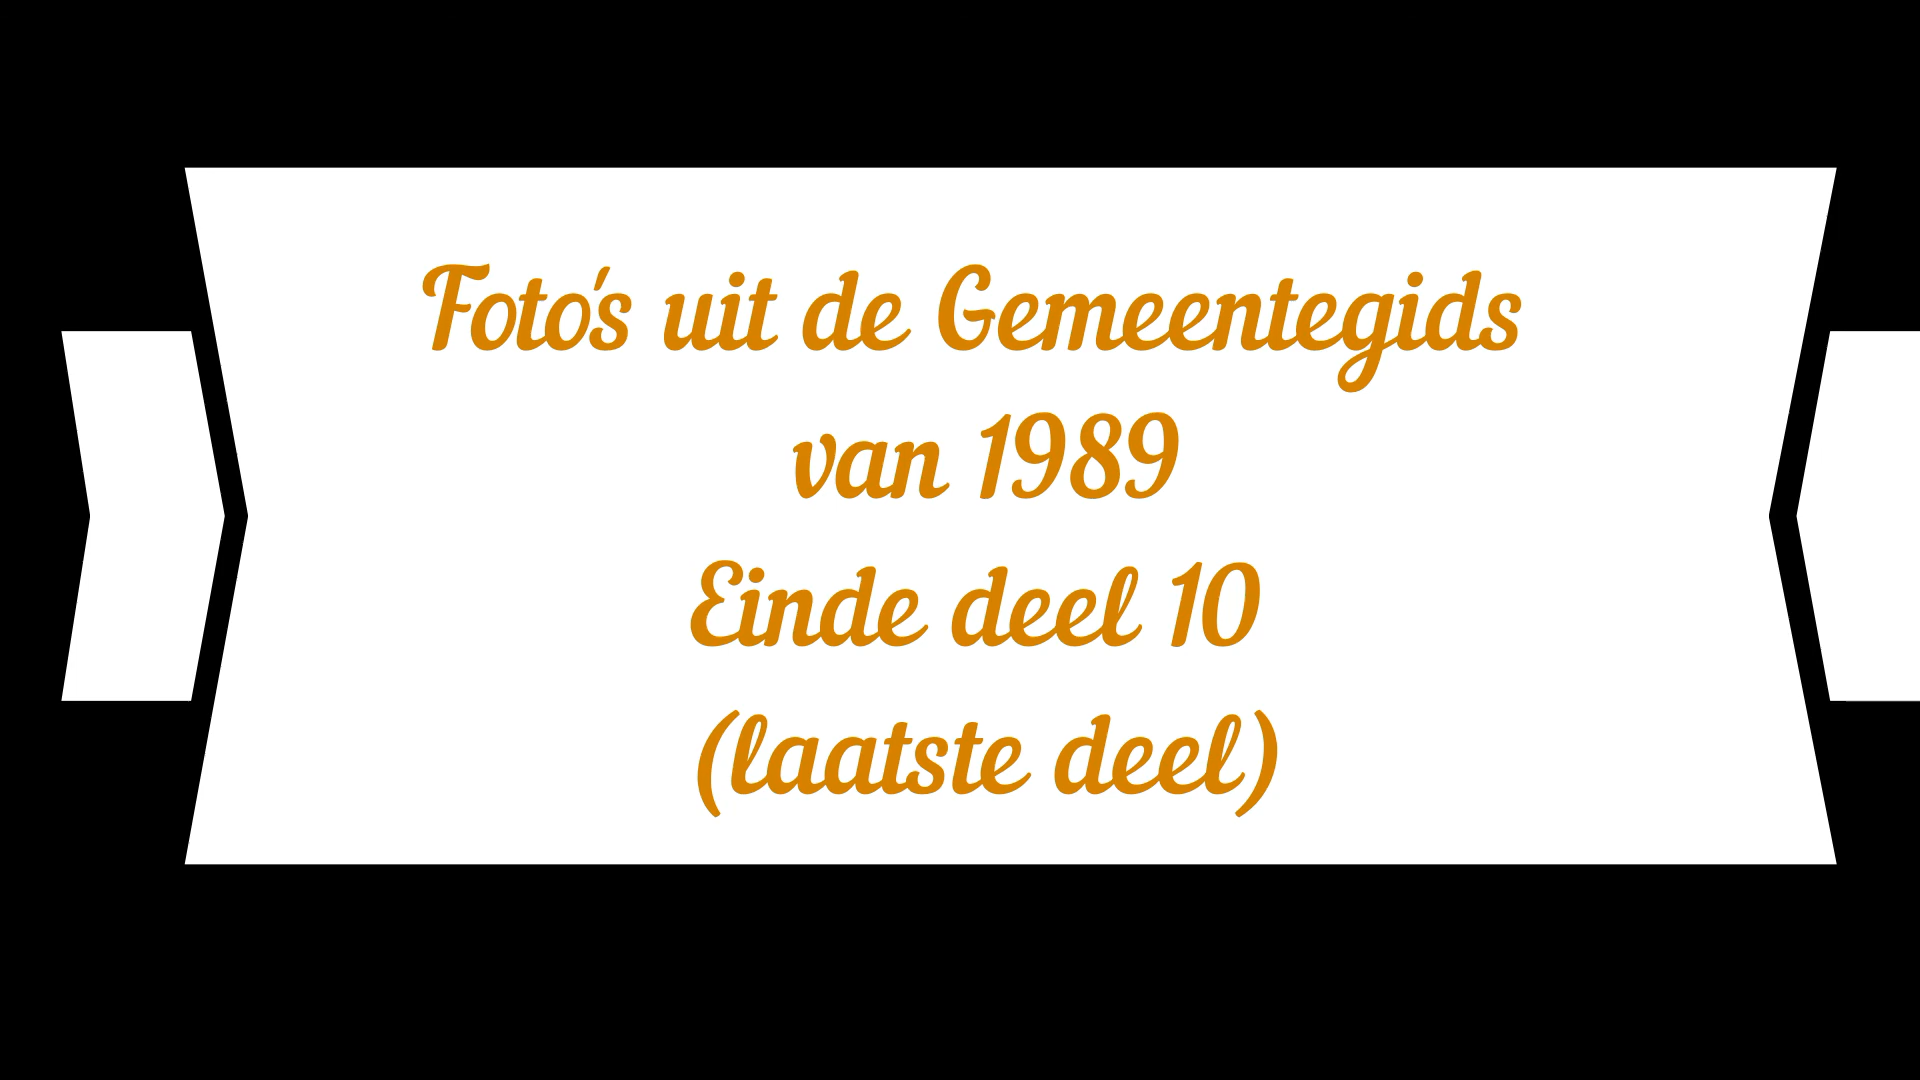 Foto's uit de Gemeentegids
van 1989
Einde deel 10
(laatste deel)